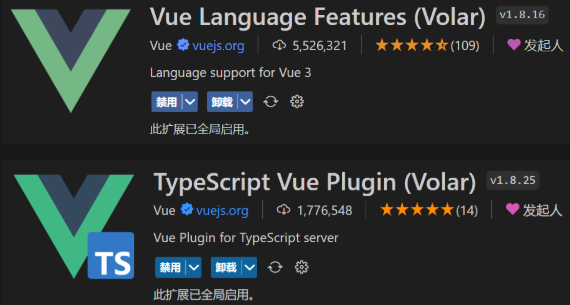 Vue Language Features (Volar) v1.8.16
Vue vuejs.org 5,526,321 (109) 发起人
Language support for Vue 3
禁用 卸载
此扩展已全局启用。
TypeScript Vue Plugin (Volar) v1.8.25
Vue vuejs.org 1,776,548 (14) 发起人
TS
Vue Plugin for TypeScript server
禁用 卸载
此扩展已全局启用。